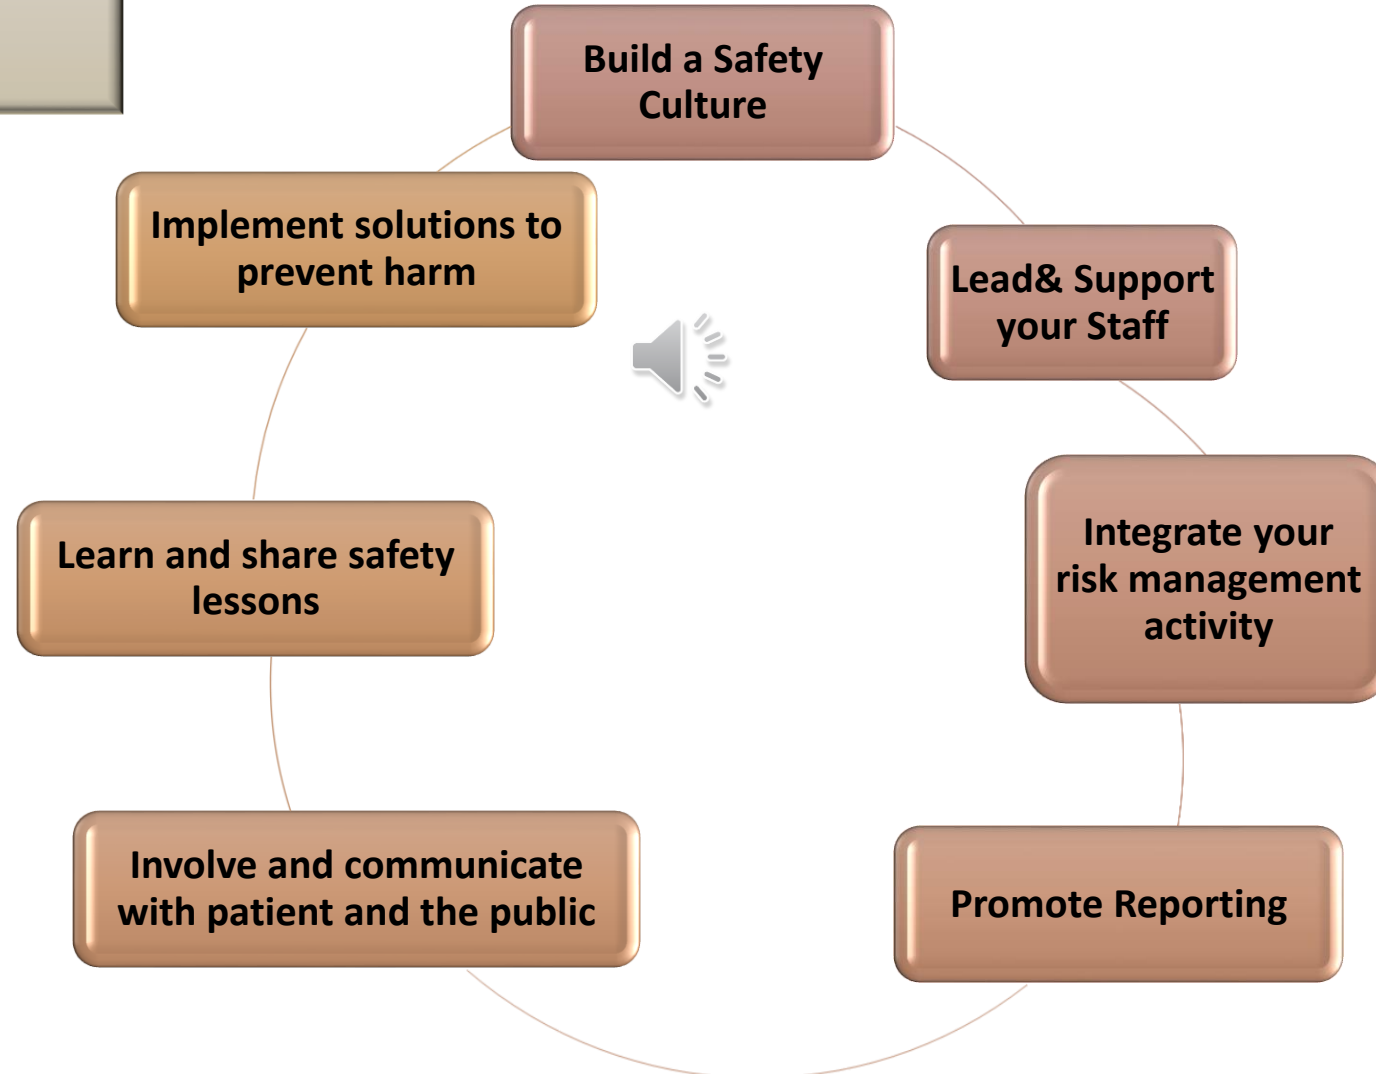 Build a Safety
Culture
Lead& Support
your Staff
Integrate your
risk management
activity
Promote Reporting
Involve and communicate
with patient and the public
Learn and share safety
lessons
Implement solutions to
prevent harm